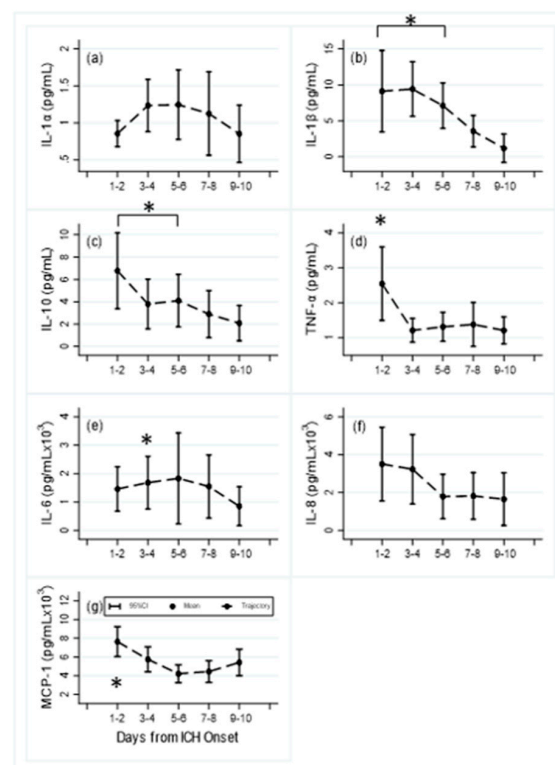 *
(a)
IL-1α (pg/mL)
2
1.5
1
.5
1-2 3-4 5-6 7-8 9-10
(b)
IL-1β (pg/mL)
15
10
5
0
1-2 3-4 5-6 7-8 9-10
*
(c)
IL-10 (pg/mL)
10
8
6
4
2
0
1-2 3-4 5-6 7-8 9-10
*
(d)
TNF-α (pg/mL)
4
3
2
1
1-2 3-4 5-6 7-8 9-10
(e)
IL-6 (pg/mLx10³)
4
3
*
2
1
0
1-2 3-4 5-6 7-8 9-10
(f)
IL-8 (pg/mLx10³)
6
4
2
0
1-2 3-4 5-6 7-8 9-10
(g)
95%CI Mean Trajectory
MCP-1 (pg/mLx10³)
12
10
8
6
4
2
*
1-2 3-4 5-6 7-8 9-10
Days from ICH Onset